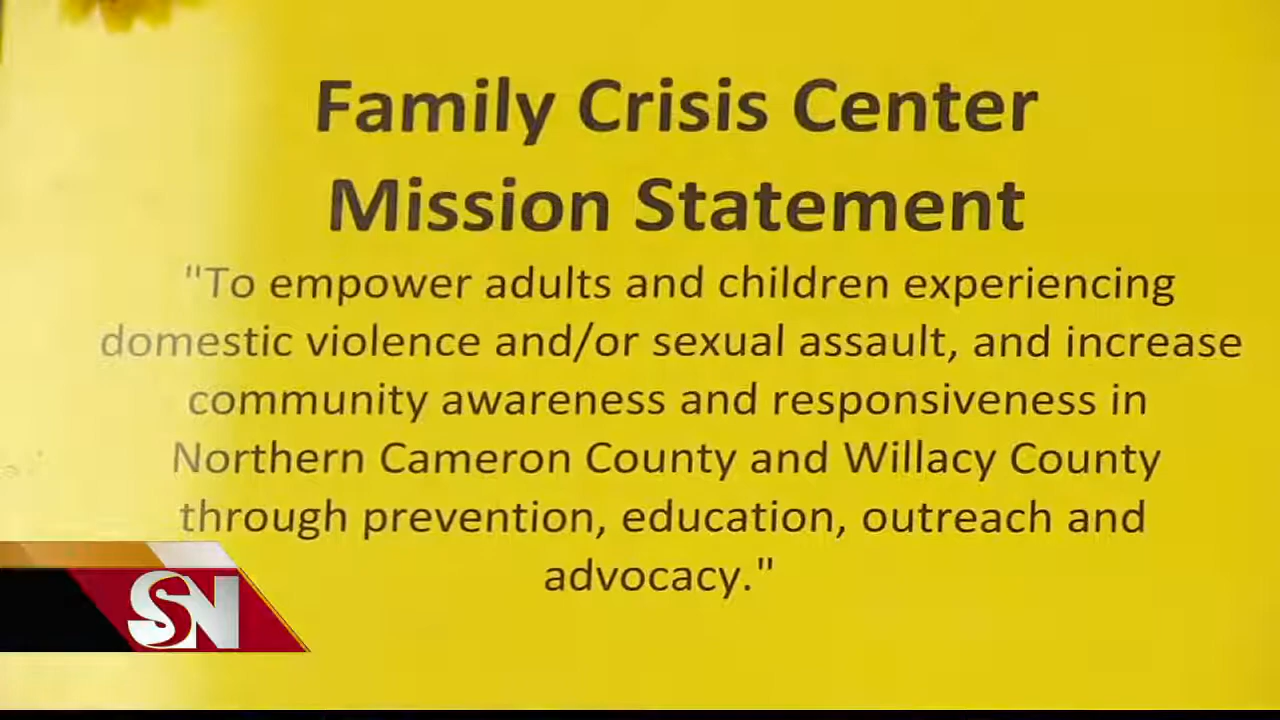 Family Crisis Center
Mission Statement
"To empower adults and children experiencing
domestic violence and/or sexual assault, and increase
community awareness and responsiveness in
Northern Cameron County and Willacy County
through prevention, education, outreach and
advocacy."
SN